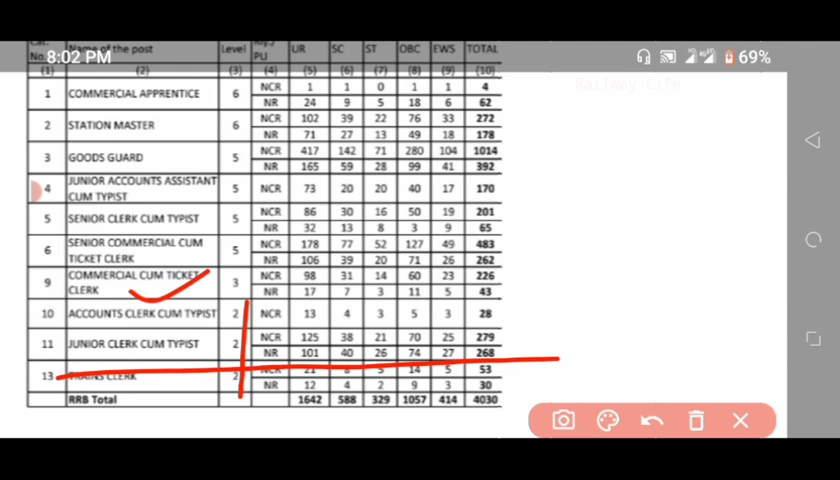 8:02 PM 69%
No. Name of the post Level PU UR SC ST OBC EWS TOTAL
Railway Life
(1) (2) (3) (4) (5) (6) (7) (8) (9) (10)
1 COMMERCIAL APPRENTICE 6 NCR 1 1 0 1 1 4
NR 24 9 5 18 6 62
2 STATION MASTER 6 NCR 102 39 22 76 33 272
NR 71 27 13 49 18 178
3 GOODS GUARD 5 NCR 417 142 71 280 104 1014
NR 165 59 28 99 41 392
4 JUNIOR ACCOUNTS ASSISTANT
CUM TYPIST 5 NCR 73 20 20 40 17 170
5 SENIOR CLERK CUM TYPIST 5 NCR 86 30 16 50 19 201
NR 32 13 8 3 9 65
6 SENIOR COMMERCIAL CUM
TICKET CLERK 5 NCR 178 77 52 127 49 483
NR 106 39 20 71 26 262
9 COMMERCIAL CUM TICKET
CLERK 3 NCR 98 31 14 60 23 226
NR 17 7 3 11 5 43
10 ACCOUNTS CLERK CUM TYPIST 2 NCR 13 4 3 5 3 28
11 JUNIOR CLERK CUM TYPIST 2 NCR 125 38 21 70 25 279
NR 101 40 26 74 27 268
13 TRAINS CLERK 2 NCR 21 8 5 14 5 53
NR 12 4 2 9 3 30
RRB Total 1642 588 329 1057 414 4030